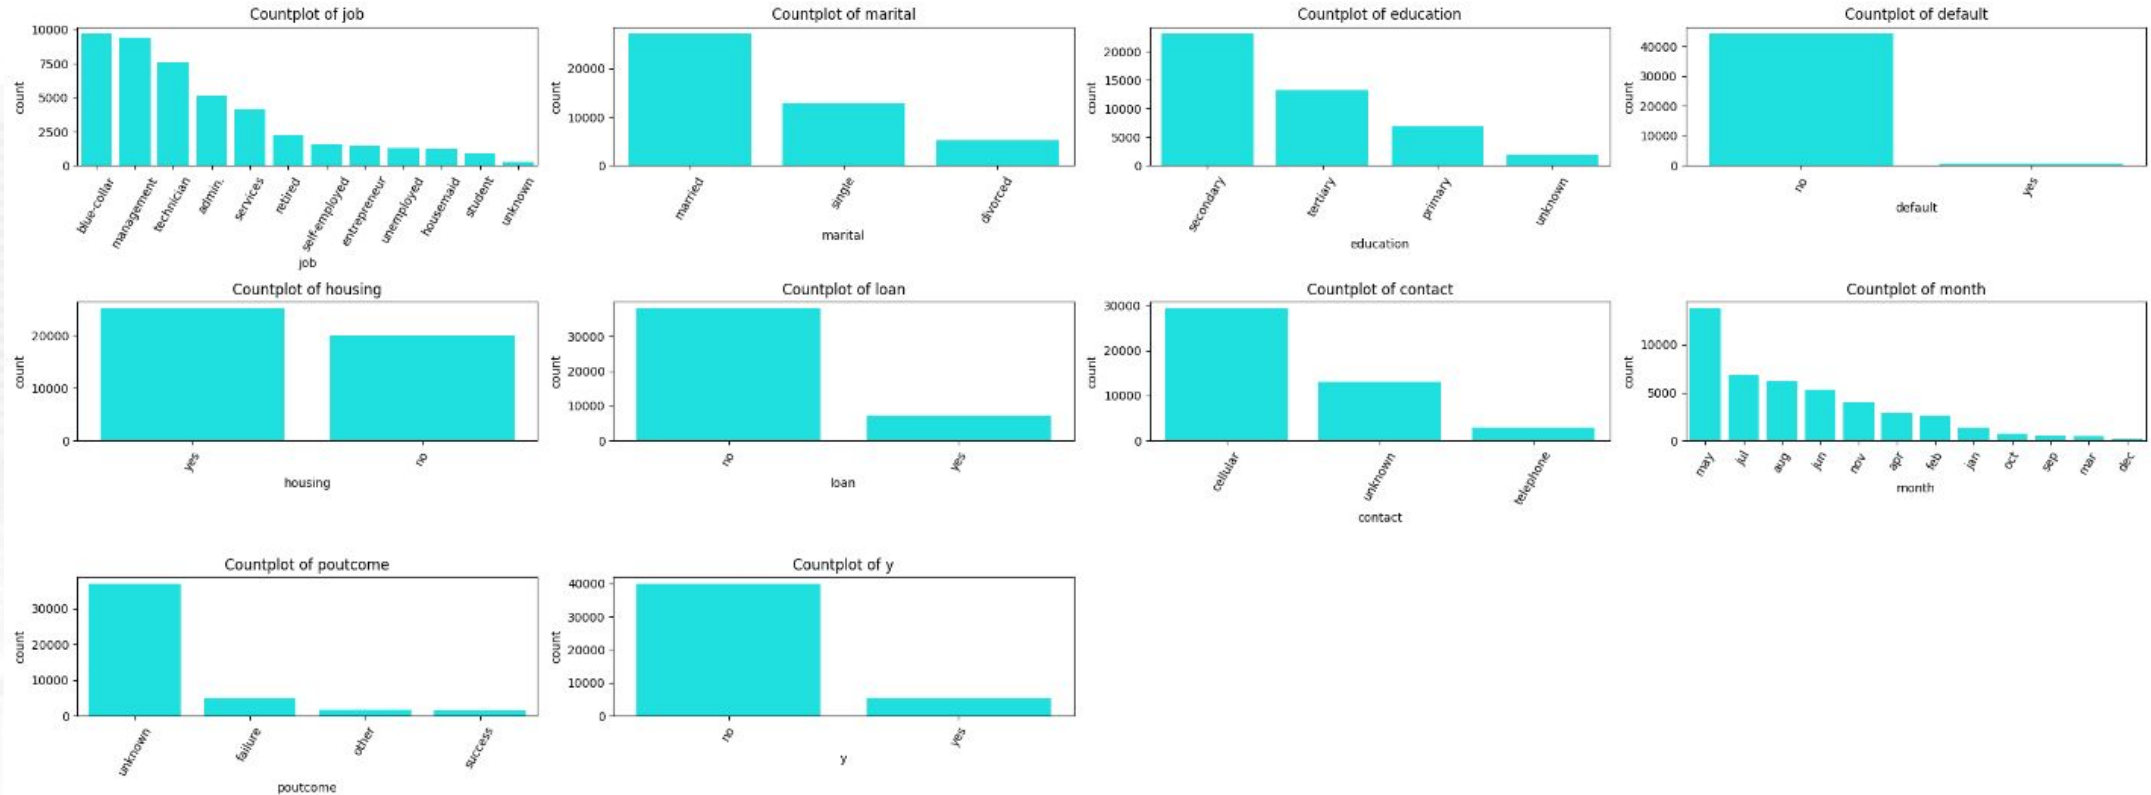 Countplot of job
10000
7500
5000
2500
0
count
blue-collar
management
technician
admin.
services
retired
self-employed
entrepreneur
unemployed
housemaid
student
unknown
job
Countplot of marital
20000
10000
0
count
married
single
divorced
marital
Countplot of education
20000
15000
10000
5000
0
count
secondary
tertiary
primary
unknown
education
Countplot of default
40000
30000
20000
10000
0
count
no
yes
default
Countplot of housing
20000
10000
0
count
yes
no
housing
Countplot of loan
30000
20000
10000
0
count
no
yes
loan
Countplot of contact
30000
20000
10000
0
count
cellular
unknown
telephone
contact
Countplot of month
10000
5000
0
count
may
jul
aug
jun
nov
apr
feb
jan
oct
sep
mar
dec
month
Countplot of poutcome
30000
20000
10000
0
count
unknown
failure
other
success
poutcome
Countplot of y
40000
30000
20000
10000
0
count
no
yes
y